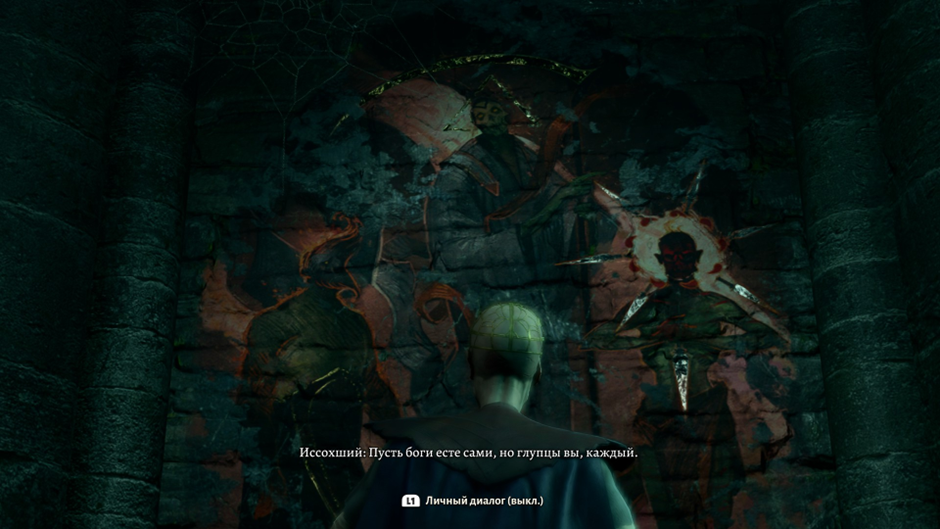 Иссохший: Пусть боги есте сами, но глупцы вы, каждый.
L1 Личный диалог (выкл.)